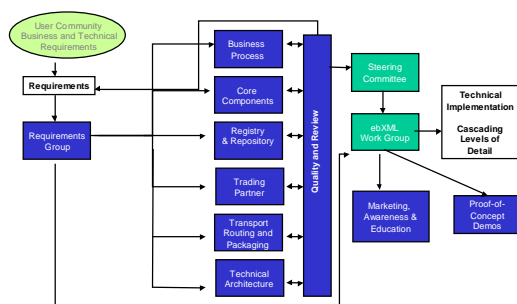 User Community
Business and Technical
Requirements
Requirements
Requirements
Group
Business
Process
Core
Components
Registry
& Repository
Trading
Partner
Transport
Routing and
Packaging
Technical
Architecture
Quality and Review
Steering
Committee
ebXML
Work Group
Technical
Implementation
Cascading
Levels of
Detail
Marketing,
Awareness &
Education
Proof-of-
Concept
Demos